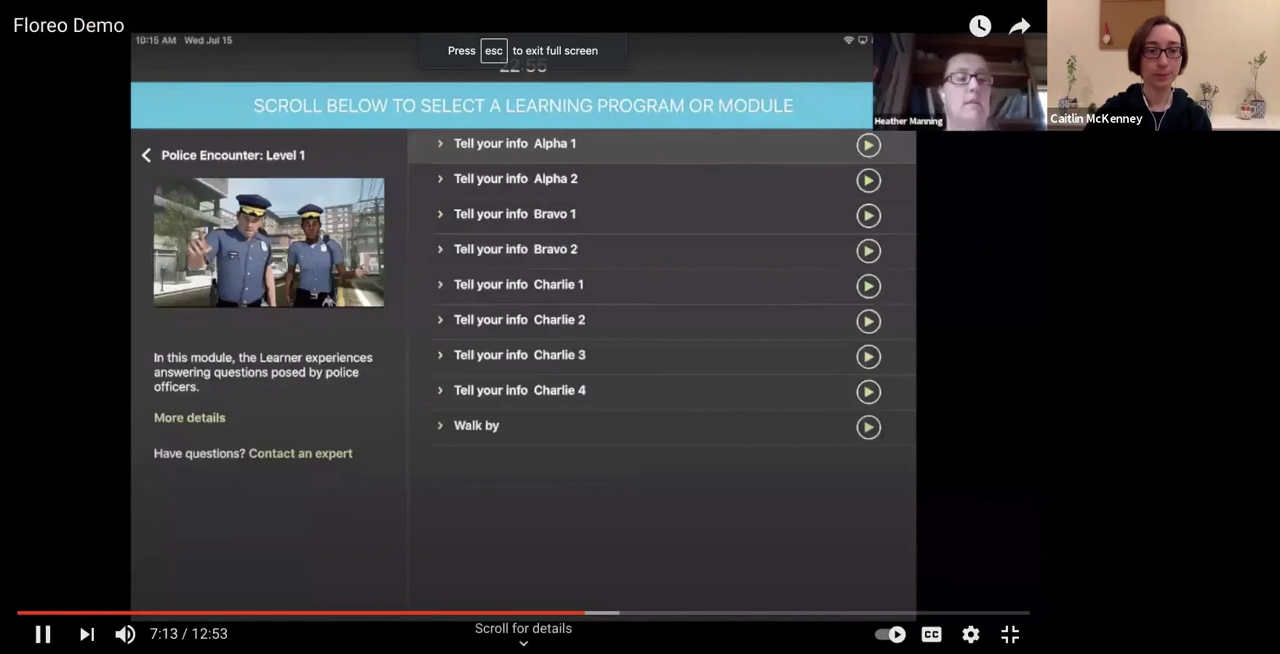 Floreo Demo
10:15 AM Wed Jul 15
Press esc to exit full screen
22:56
SCROLL BELOW TO SELECT A LEARNING PROGRAM OR MODULE
Heather Manning
Caitlin McKenney
Police Encounter: Level 1
In this module, the Learner experiences
answering questions posed by police
officers.
More details
Have questions? Contact an expert
Tell your info Alpha 1
Tell your info Alpha 2
Tell your info Bravo 1
Tell your info Bravo 2
Tell your info Charlie 1
Tell your info Charlie 2
Tell your info Charlie 3
Tell your info Charlie 4
Walk by
7:13 / 12:53
Scroll for details
CC